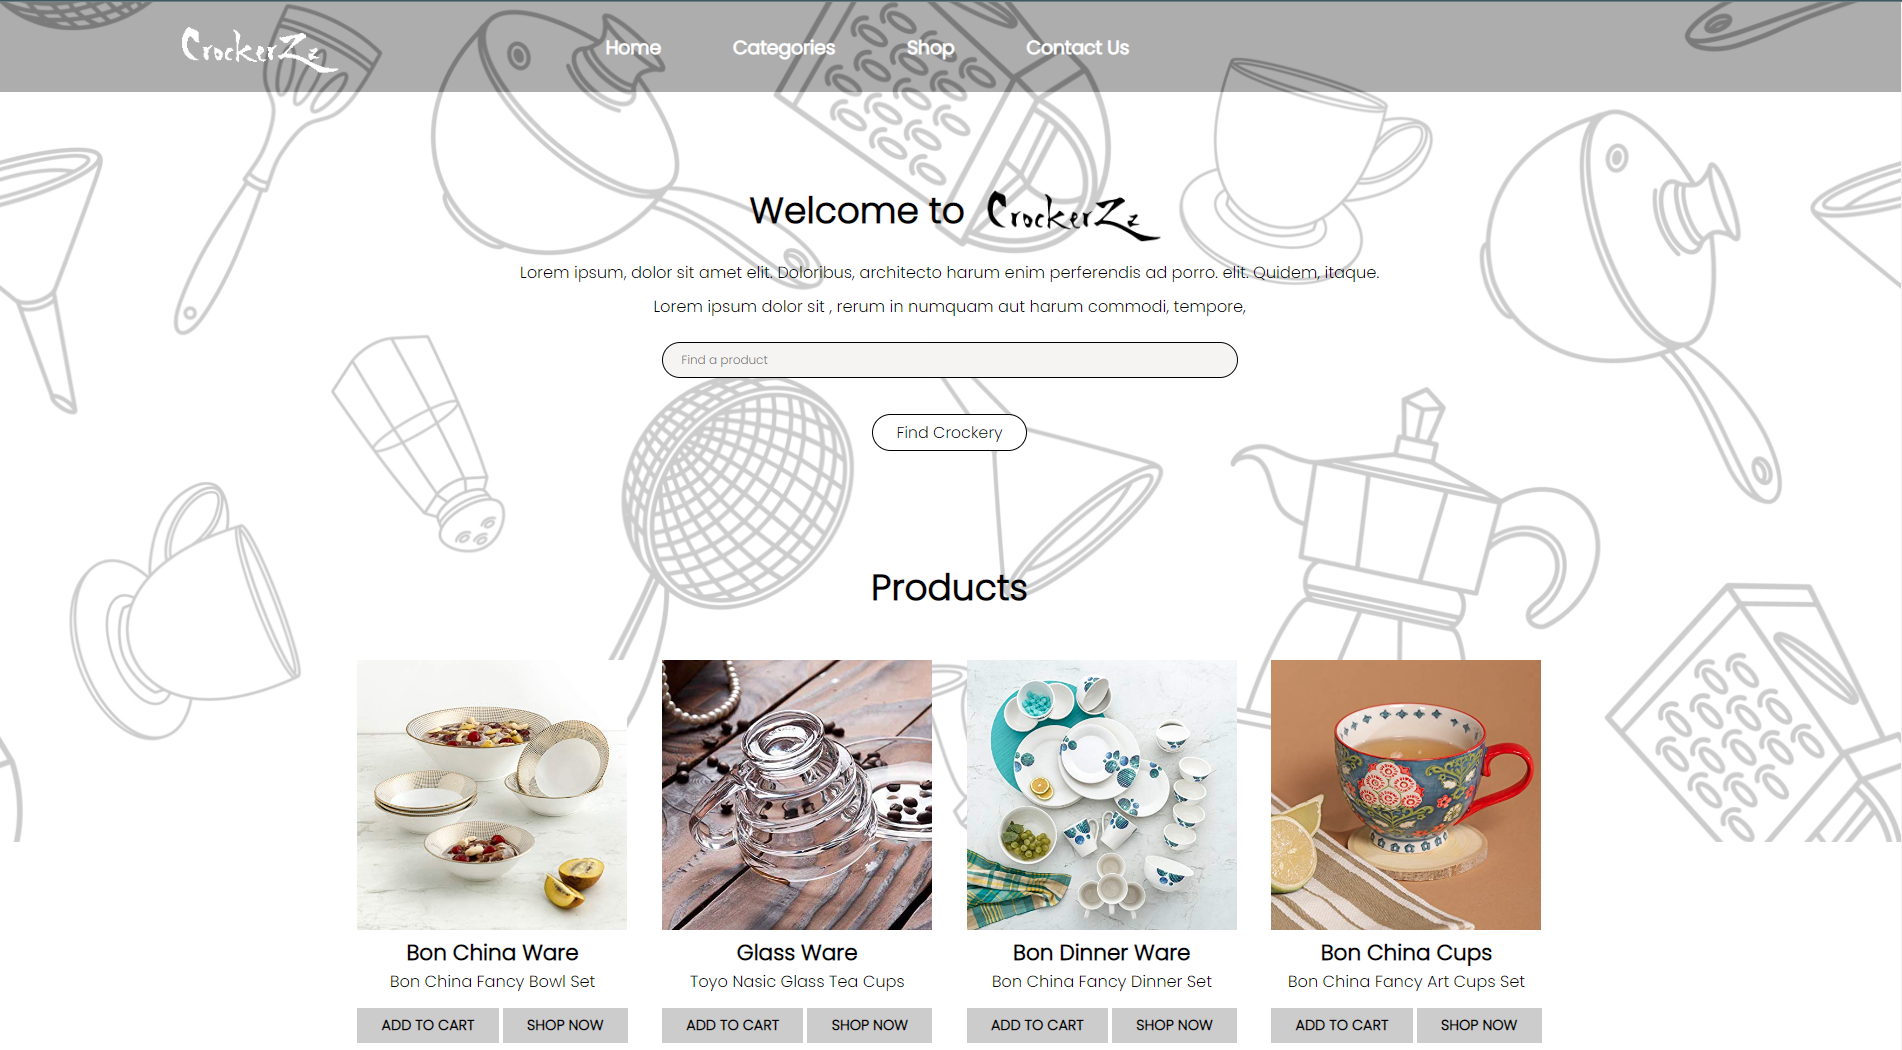 CrockerZz Home Categories Shop Contact Us
Welcome to CrockerZz
Lorem ipsum, dolor sit amet elit. Doloribus, architecto harum enim perferendis ad porro. elit. Quidem, itaque.
Lorem ipsum dolor sit , rerum in numquam aut harum commodi, tempore,
Find a product
Find Crockery
Products
Bon China Ware
Bon China Fancy Bowl Set
ADD TO CART SHOP NOW
Glass Ware
Toyo Nasic Glass Tea Cups
ADD TO CART SHOP NOW
Bon Dinner Ware
Bon China Fancy Dinner Set
ADD TO CART SHOP NOW
Bon China Cups
Bon China Fancy Art Cups Set
ADD TO CART SHOP NOW